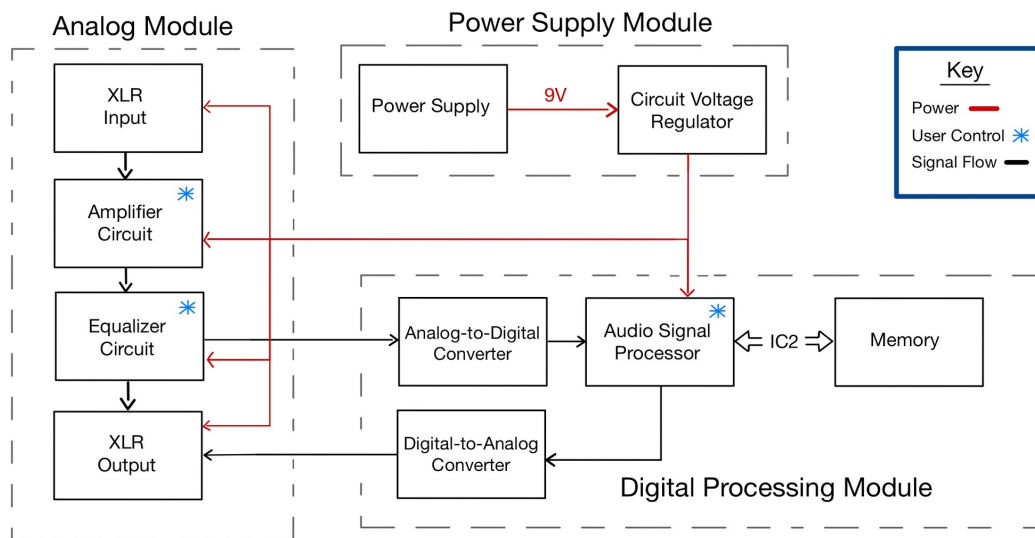 Analog Module
Power Supply Module
XLR
Input
Power Supply
9V
Circuit Voltage
Regulator
Key
Power
User Control
Signal Flow
Amplifier
Circuit
Equalizer
Circuit
Analog-to-Digital
Converter
Audio Signal
Processor
IC2
Memory
XLR
Output
Digital-to-Analog
Converter
Digital Processing Module